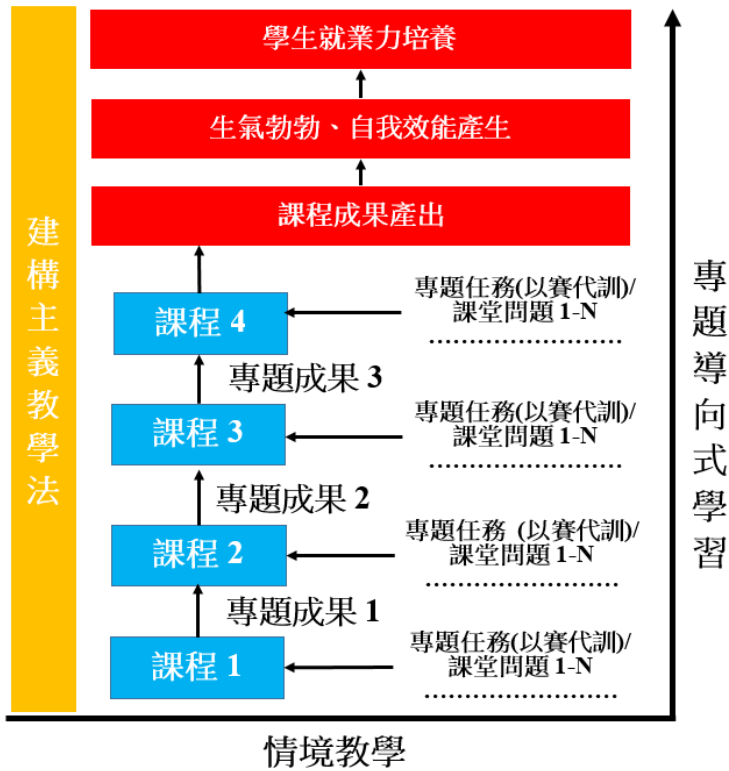 學生就業力培養
生氣勃勃、自我效能產生
課程成果產出
建構主義教學法
專題導向式學習
課程 4
專題任務(以賽代訓)/
課堂問題 1-N
........................
專題成果 3
課程 3
專題任務(以賽代訓)/
課堂問題 1-N
........................
專題成果 2
課程 2
專題任務 (以賽代訓)/
課堂問題 1-N
........................
專題成果 1
課程 1
專題任務(以賽代訓)/
課堂問題 1-N
........................
情境教學